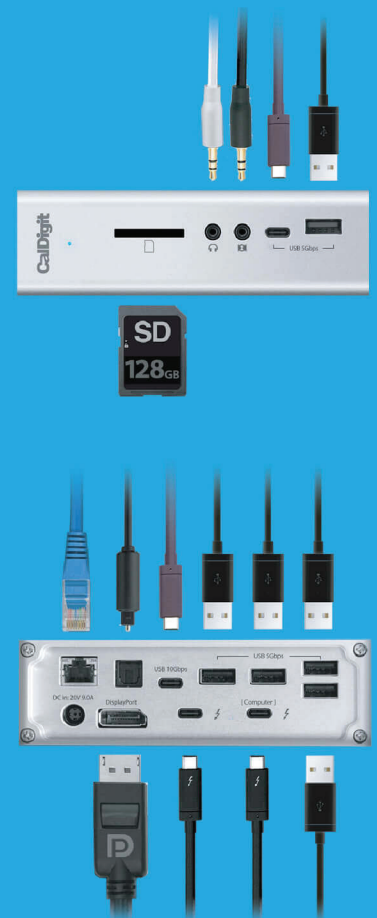 CalDigit
USB 5Gbps
SD
128GB
USB 10Gbps
USB 5Gbps
DC in: 20V 9.0A
DisplayPort
[Computer]